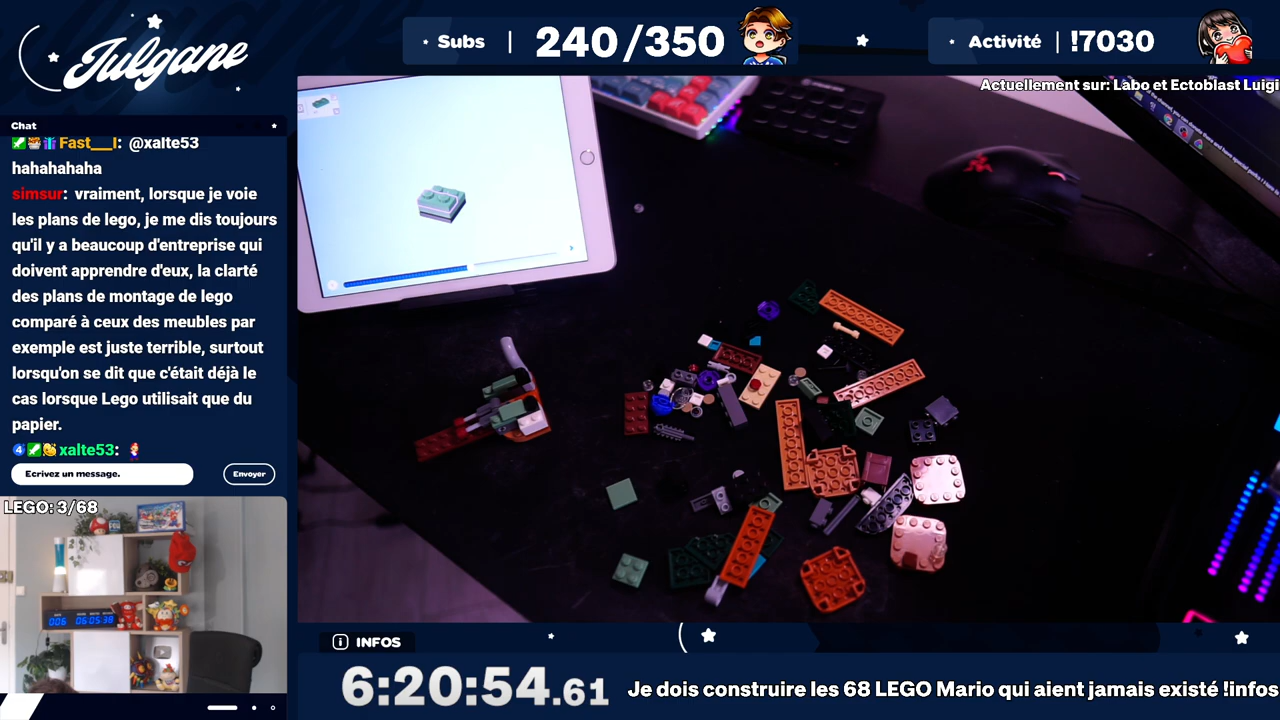 Julgane
Subs | 240/350
Activité | !7030
Actuellement sur: Labo et Ectoblast Luigi
Chat
Fast___I: @xalte53
hahahahaha
simsur: vraiment, lorsque je voie
les plans de lego, je me dis toujours
qu'il y a beaucoup d'entreprise qui
doivent apprendre d'eux, la clarté
des plans de montage de lego
comparé à ceux des meubles par
exemple est juste terrible, surtout
lorsqu'on se dit que c'était déjà le
cas lorsque Lego utilisait que du
papier.
4 xalte53:
Ecrivez un message.
Envoyer
LEGO: 3/68
INFOS
6:20:54.61
Je dois construire les 68 LEGO Mario qui aient jamais existé !infos